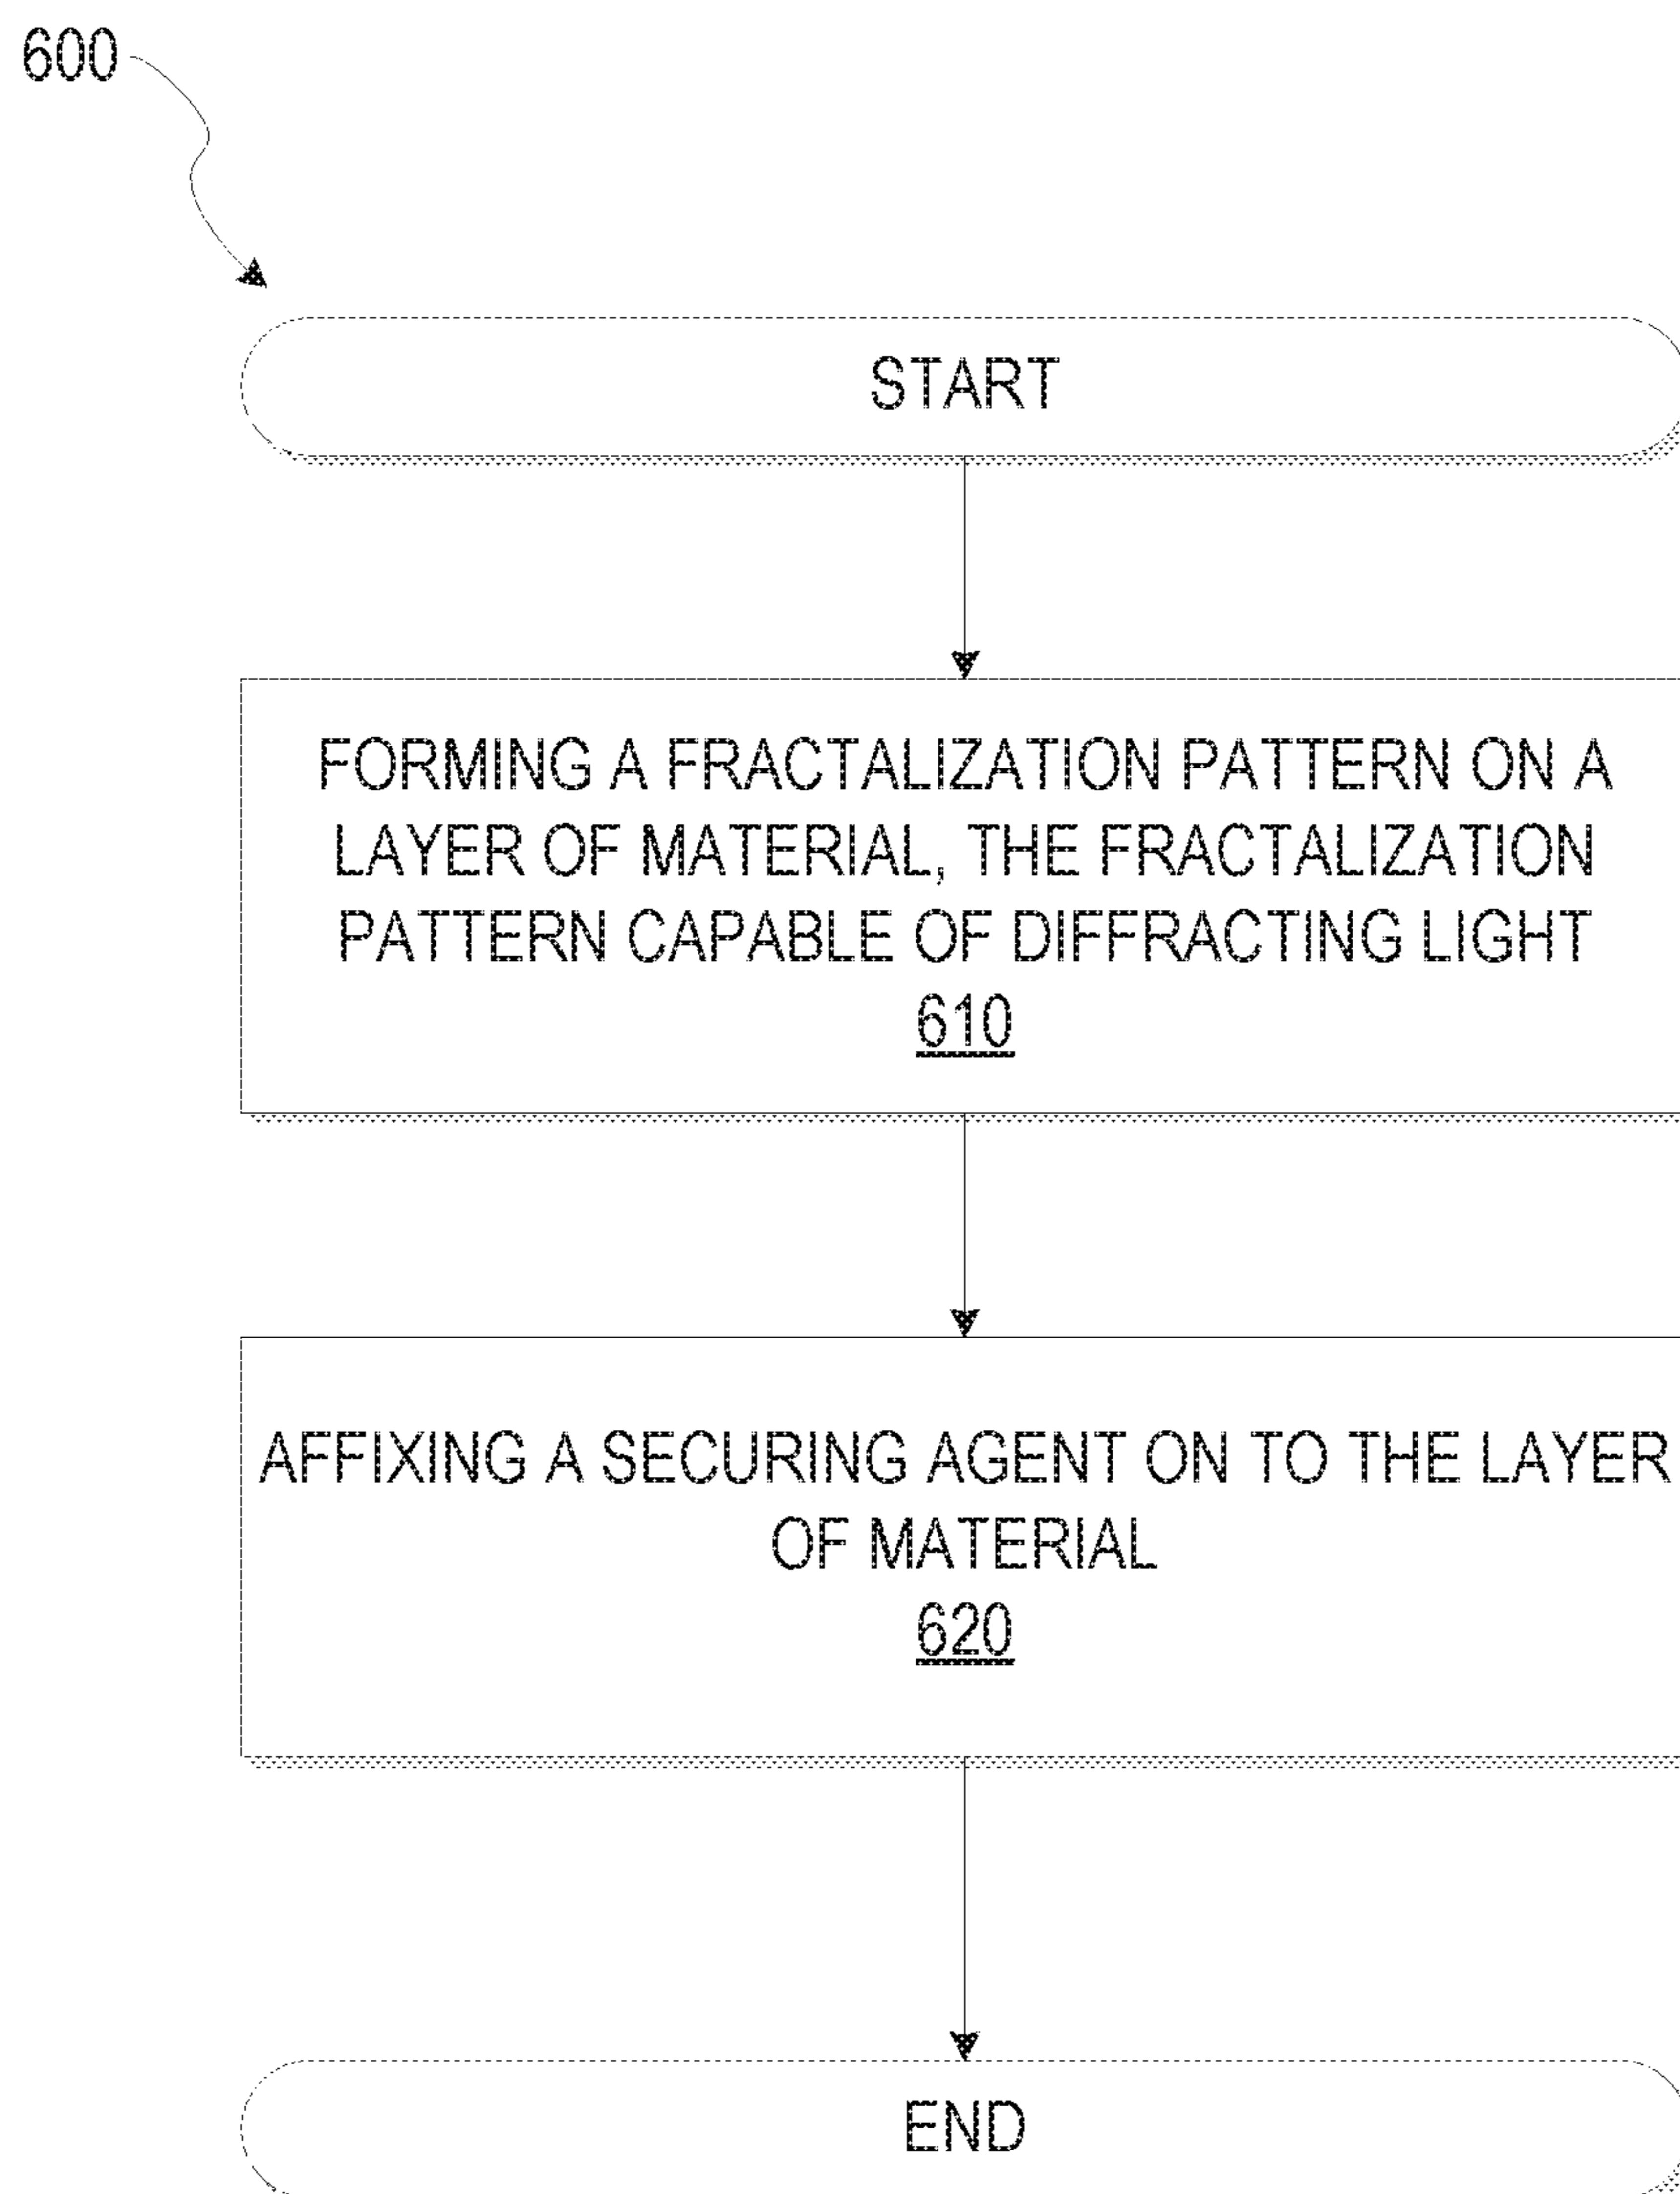 600
START
FORMING A FRACTALIZATION PATTERN ON A
LAYER OF MATERIAL, THE FRACTALIZATION
PATTERN CAPABLE OF DIFFRACTING LIGHT
610
AFFIXING A SECURING AGENT ON TO THE LAYER
OF MATERIAL
620
END